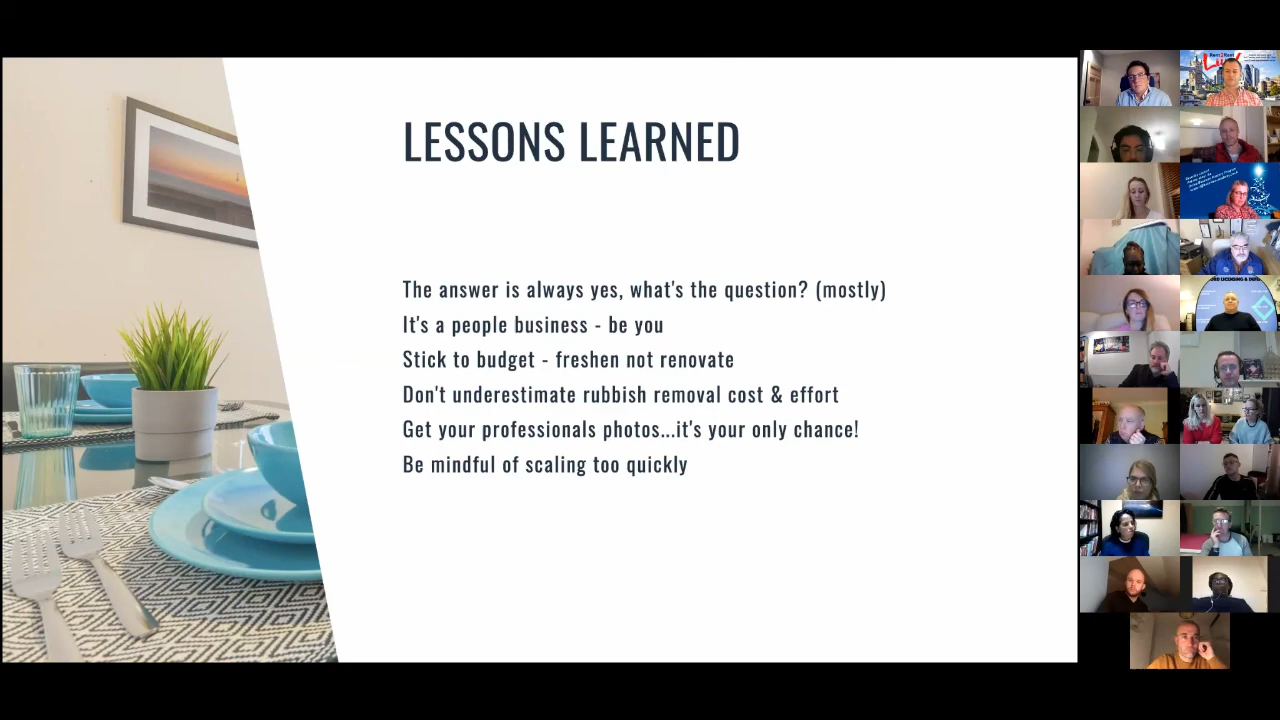 LESSONS LEARNED
The answer is always yes, what's the question? (mostly)
It's a people business - be you
Stick to budget - freshen not renovate
Don't underestimate rubbish removal cost & effort
Get your professionals photos...it's your only chance!
Be mindful of scaling too quickly